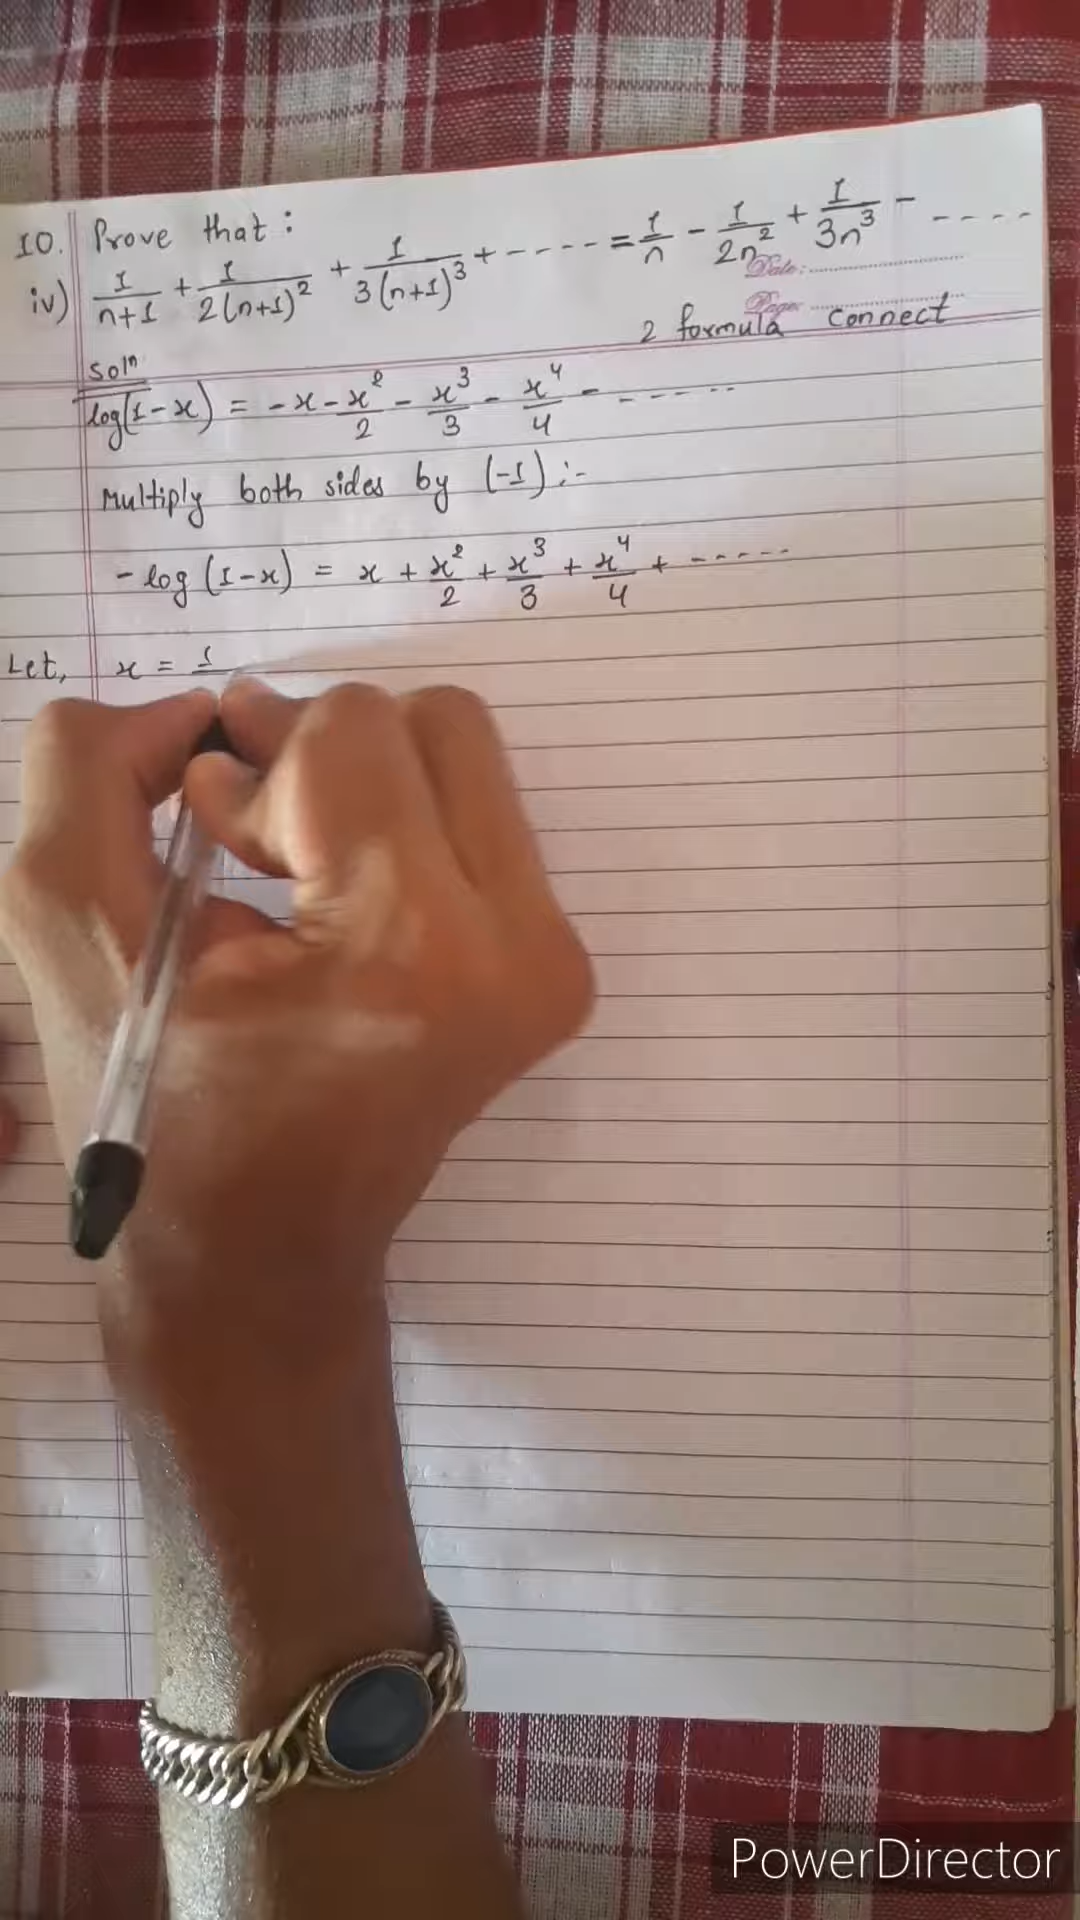 10. Prove that :
iv) 1/(n+1) + 1/(2(n+1)²) + 1/(3(n+1)³) + ---- = 1/n - 1/(2n²) + 1/(3n³) - ----
Date:
Page:
2 formula connect
Solⁿ
log(1-x) = -x - x²/2 - x³/3 - x⁴/4 - ------
Multiply both sides by (-1) :-
-log (1-x) = x + x²/2 + x³/3 + x⁴/4 + -----
Let, x = 1
PowerDirector